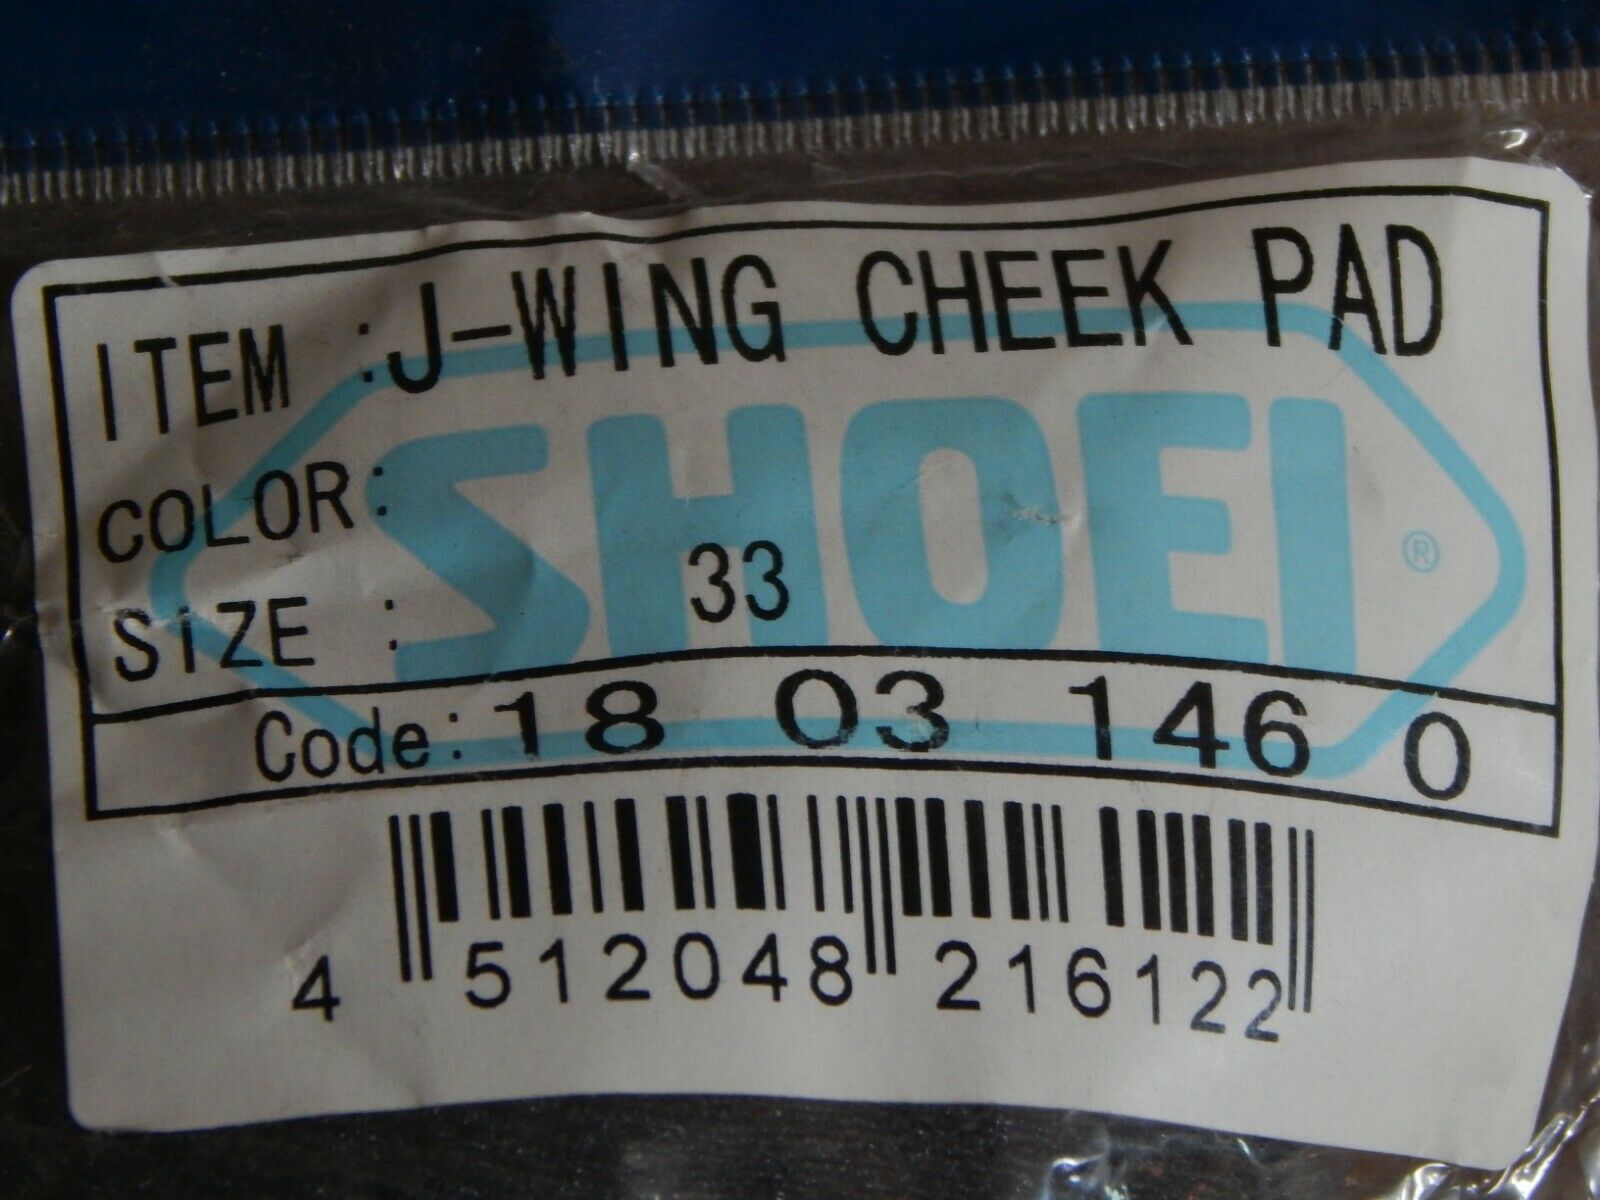 ITEM :J-WING CHEEK PAD
SHOEI®
COLOR:
SIZE : 33
Code: 18 03 146 0
4 512048 216122